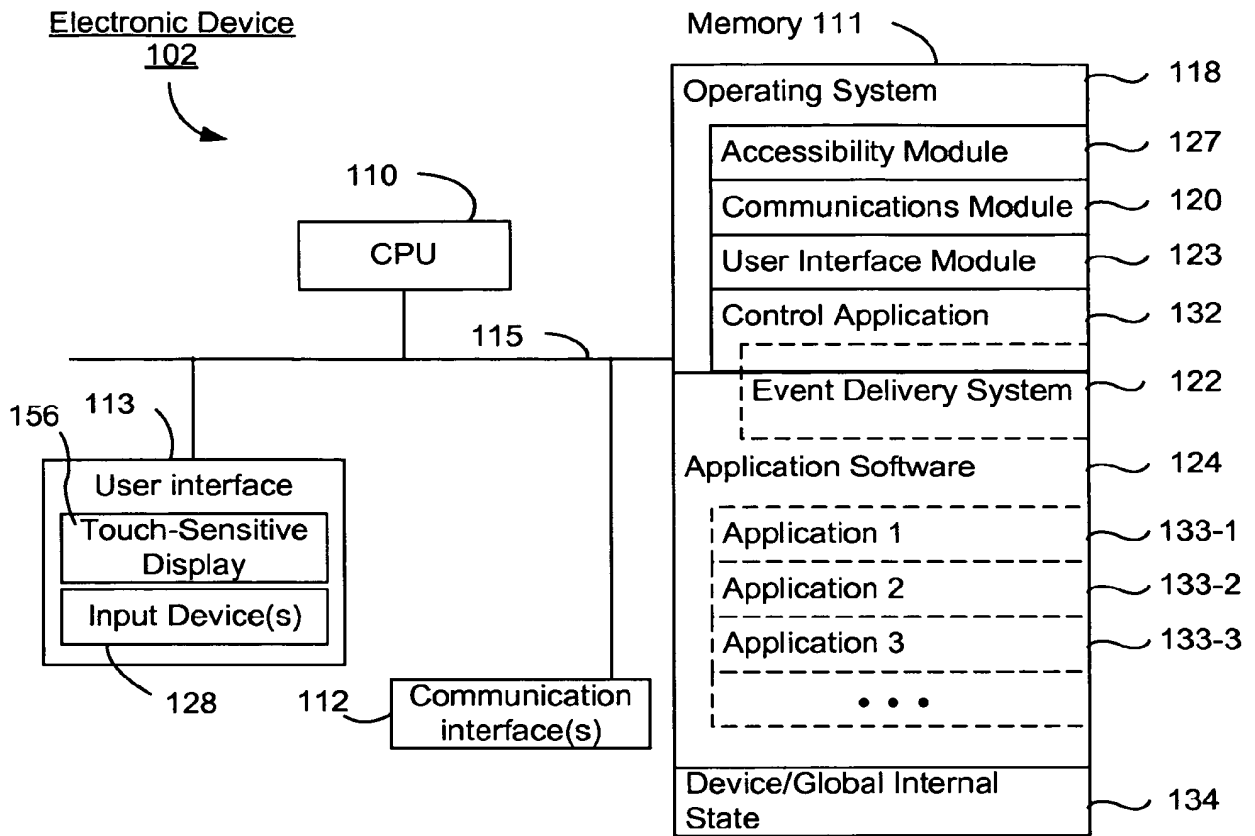 Electronic Device
102
Memory 111
Operating System
118
Accessibility Module
127
Communications Module
120
User Interface Module
123
Control Application
132
Event Delivery System
122
Application Software
124
Application 1
133-1
Application 2
133-2
Application 3
133-3
• • •
Device/Global Internal
State
134
110
CPU
115
113
156
User interface
Touch-Sensitive
Display
Input Device(s)
128
112
Communication
interface(s)